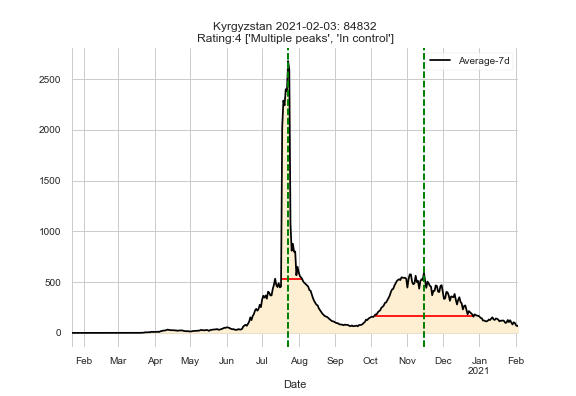 Kyrgyzstan 2021-02-03: 84832
Rating:4 ['Multiple peaks', 'In control']
Average-7d
2500
2000
1500
1000
500
0
Feb Mar Apr May Jun Jul Aug Sep Oct Nov Dec Jan Feb
2021
Date